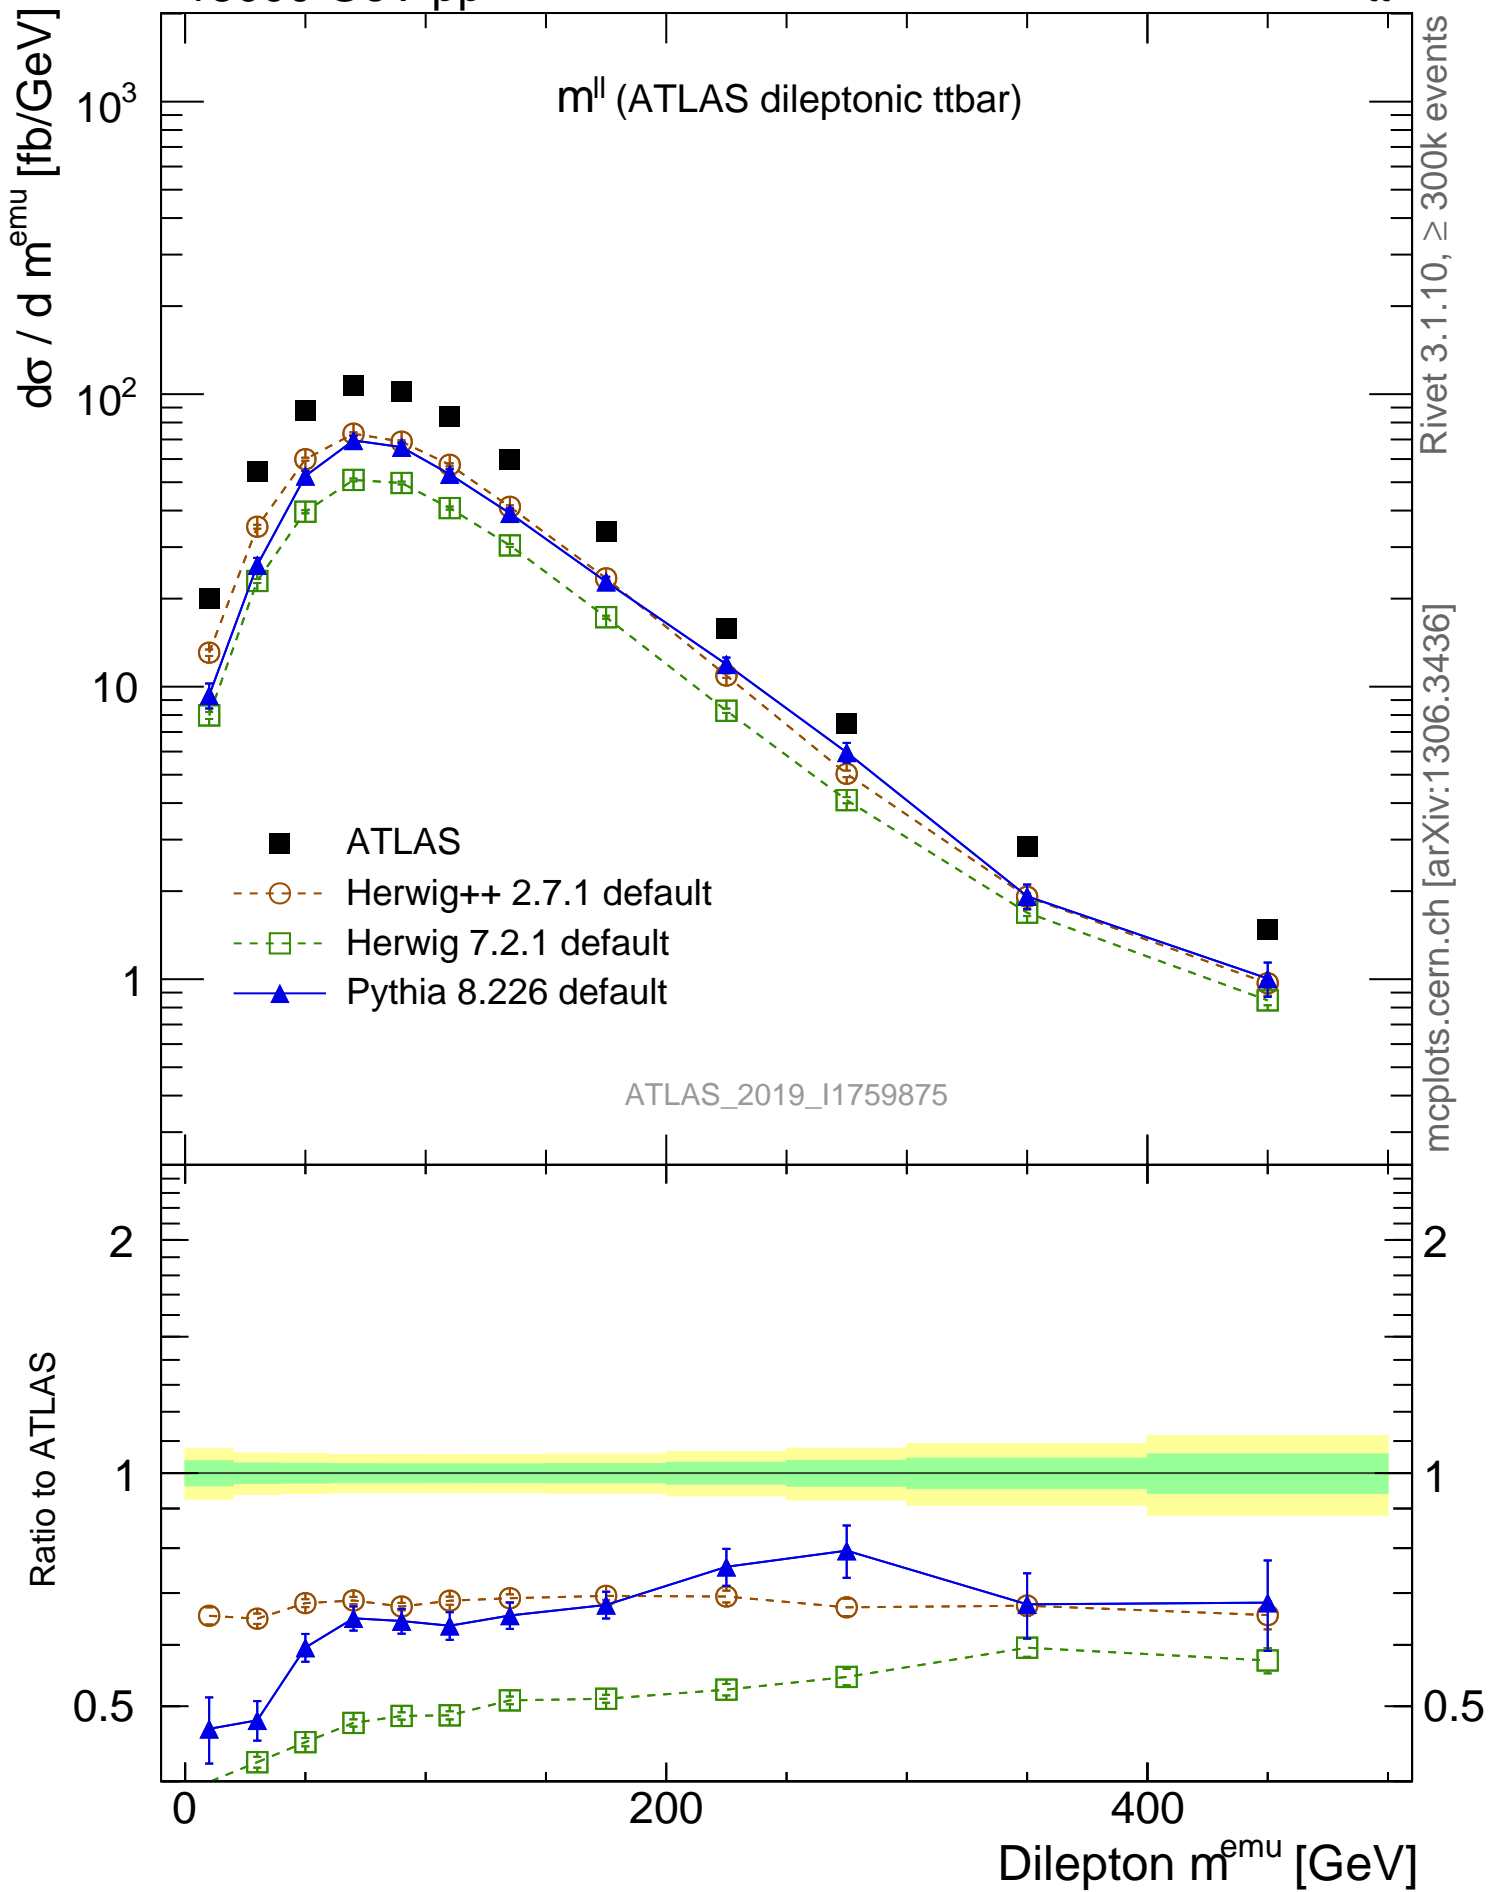 m^ll (ATLAS dileptonic ttbar)
dσ / d m^emu [fb/GeV]
10^3
10^2
10
1
ATLAS
Herwig++ 2.7.1 default
Herwig 7.2.1 default
Pythia 8.226 default
ATLAS_2019_I1759875
Rivet 3.1.10, ≥ 300k events
mcplots.cern.ch [arXiv:1306.3436]
Ratio to ATLAS
2
1
0.5
2
1
0.5
0
200
400
Dilepton m^emu [GeV]